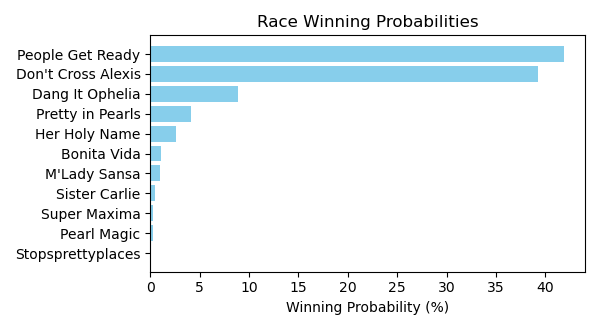 Race Winning Probabilities
People Get Ready
Don't Cross Alexis
Dang It Ophelia
Pretty in Pearls
Her Holy Name
Bonita Vida
M'Lady Sansa
Sister Carlie
Super Maxima
Pearl Magic
Stopsprettyplaces
0 5 10 15 20 25 30 35 40
Winning Probability (%)